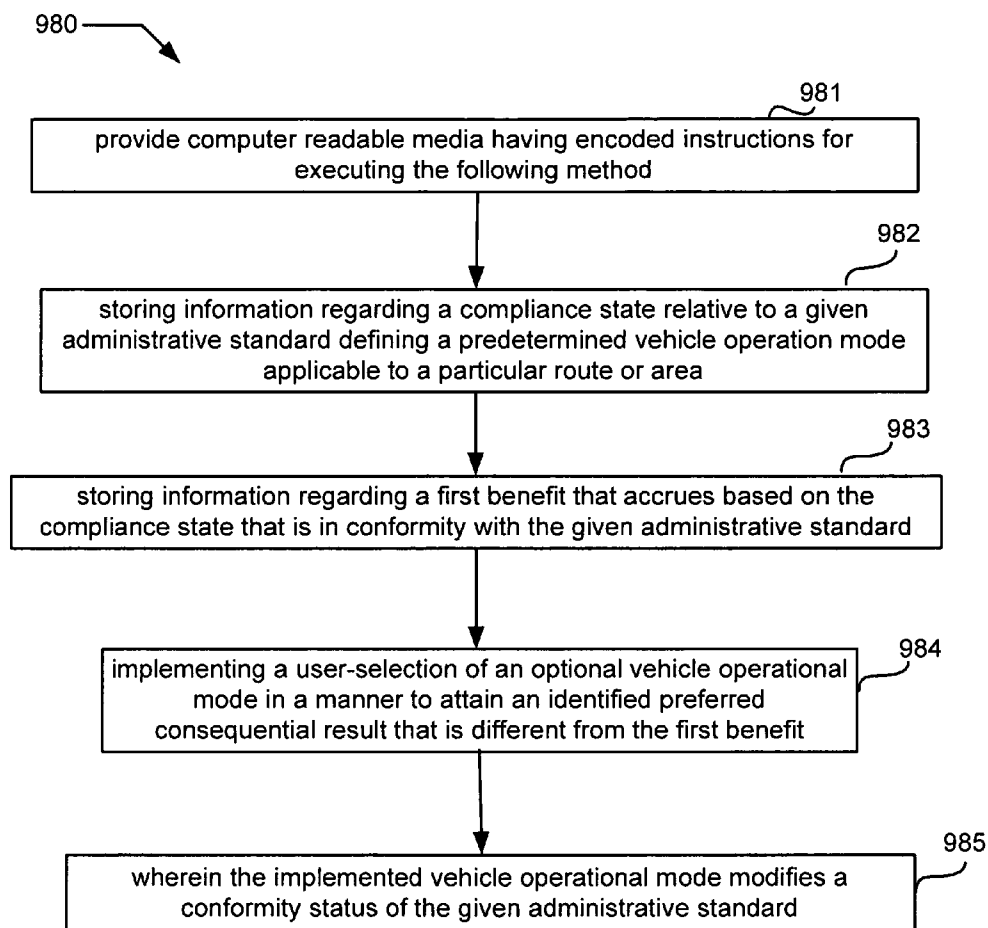 980
981
provide computer readable media having encoded instructions for
executing the following method
982
storing information regarding a compliance state relative to a given
administrative standard defining a predetermined vehicle operation mode
applicable to a particular route or area
983
storing information regarding a first benefit that accrues based on the
compliance state that is in conformity with the given administrative standard
984
implementing a user-selection of an optional vehicle operational
mode in a manner to attain an identified preferred
consequential result that is different from the first benefit
985
wherein the implemented vehicle operational mode modifies a
conformity status of the given administrative standard